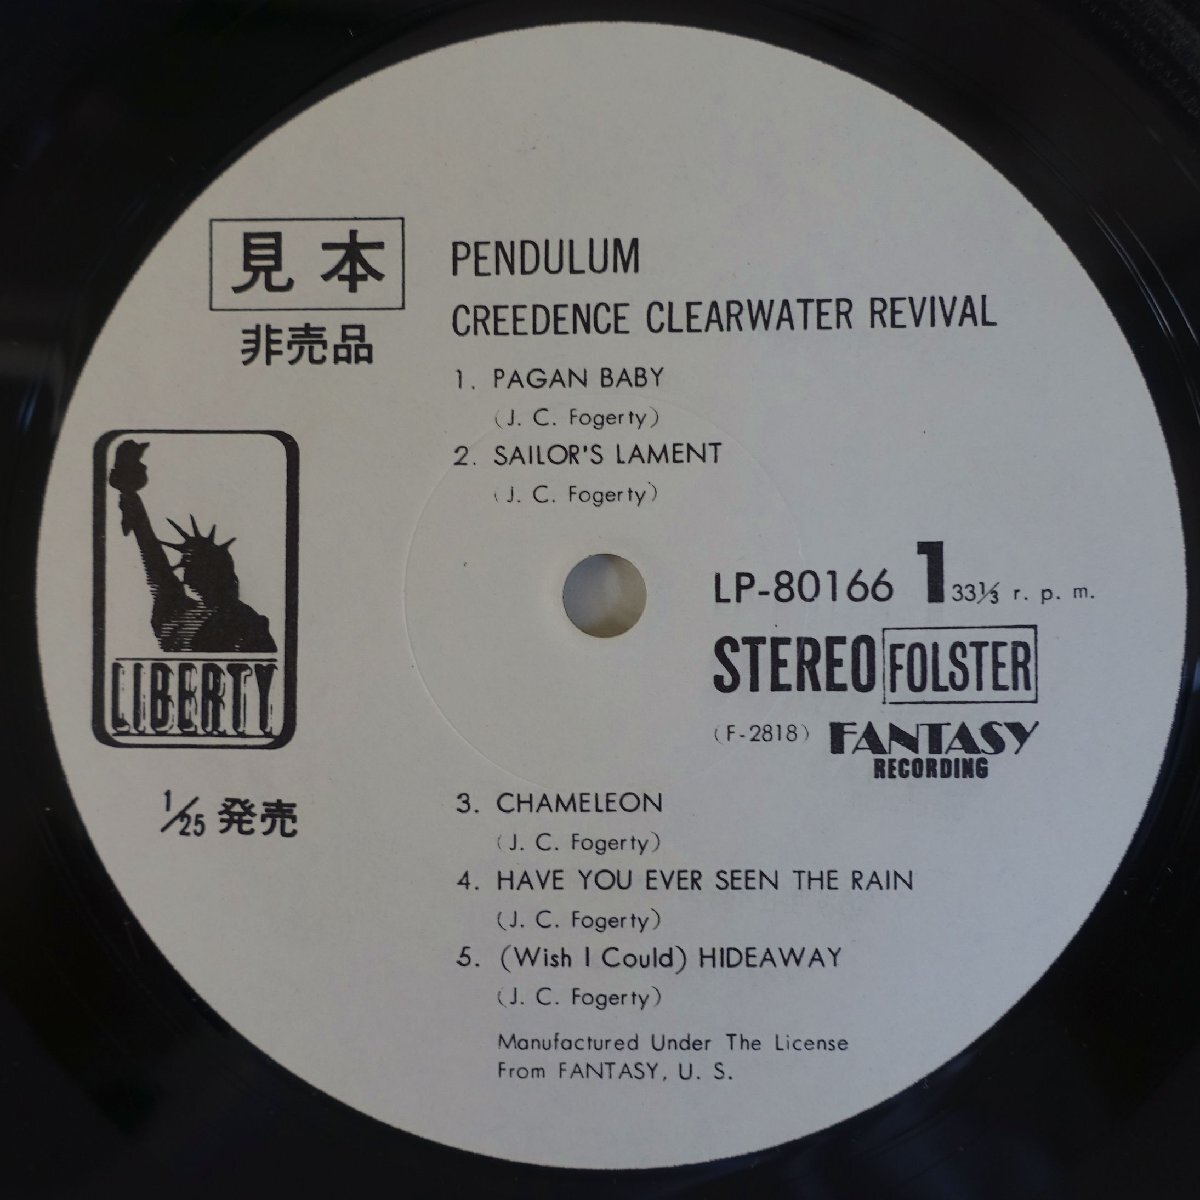 見本
非売品
PENDULUM
CREEDENCE CLEARWATER REVIVAL
1. PAGAN BABY
(J. C. Fogerty)
2. SAILOR'S LAMENT
(J. C. Fogerty)
LIBERTY
LP-80166 1 33⅓ r. p. m.
STEREO FOLSTER
(F-2818) FANTASY
RECORDING
1/25 発売
3. CHAMELEON
(J. C. Fogerty)
4. HAVE YOU EVER SEEN THE RAIN
(J. C. Fogerty)
5. (Wish I Could) HIDEAWAY
(J. C. Fogerty)
Manufactured Under The License
From FANTASY, U. S.